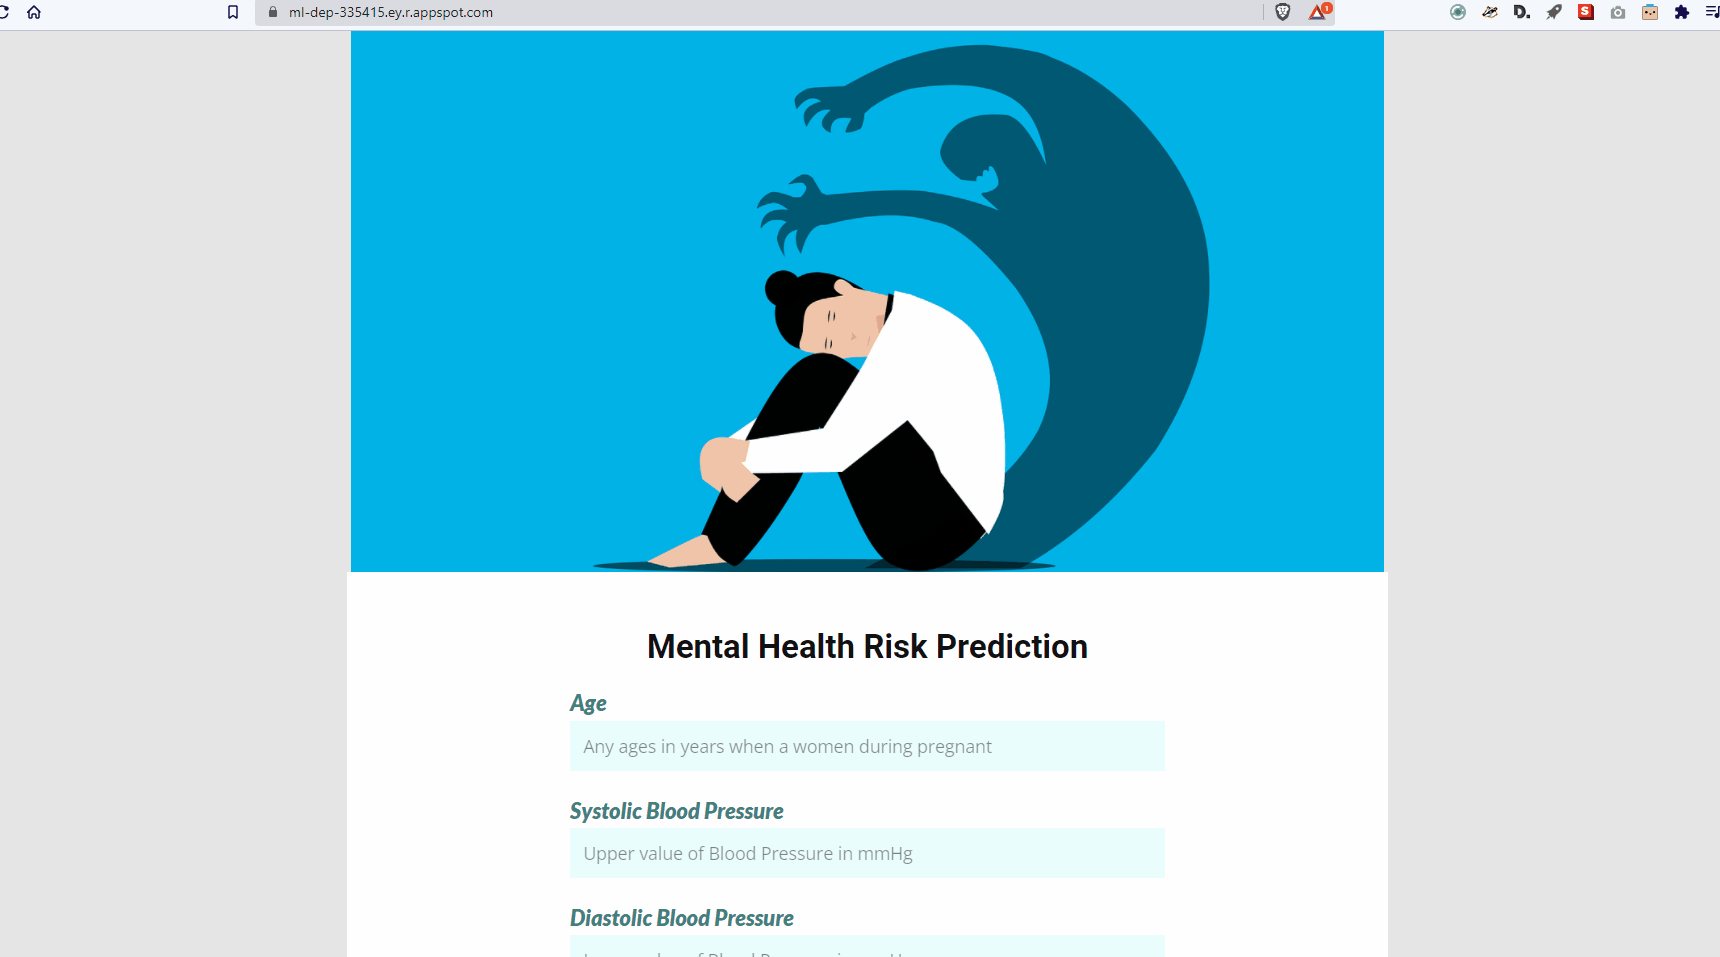 ml-dep-335415.ey.r.appspot.com
1
D.
S
Mental Health Risk Prediction
Age
Any ages in years when a women during pregnant
Systolic Blood Pressure
Upper value of Blood Pressure in mmHg
Diastolic Blood Pressure